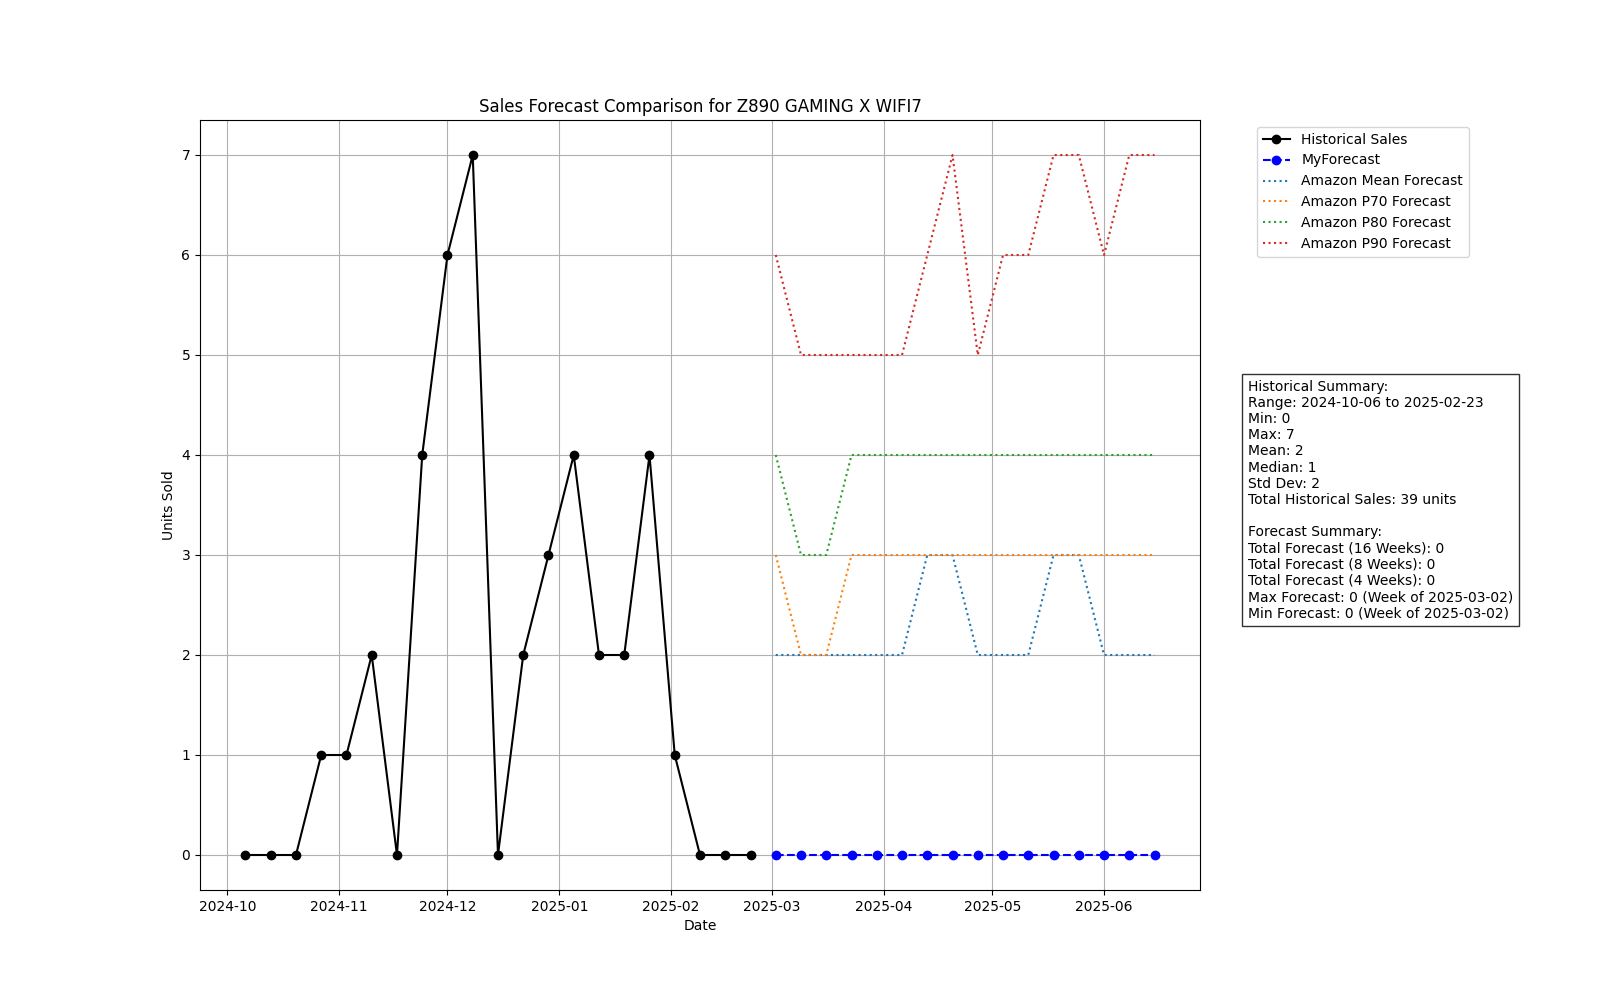 Sales Forecast Comparison for Z890 GAMING X WIFI7
Historical Sales
MyForecast
Amazon Mean Forecast
Amazon P70 Forecast
Amazon P80 Forecast
Amazon P90 Forecast
7
6
5
4
3
2
1
0
Units Sold
2024-10
2024-11
2024-12
2025-01
2025-02
2025-03
2025-04
2025-05
2025-06
Date
Historical Summary:
Range: 2024-10-06 to 2025-02-23
Min: 0
Max: 7
Mean: 2
Median: 1
Std Dev: 2
Total Historical Sales: 39 units
Forecast Summary:
Total Forecast (16 Weeks): 0
Total Forecast (8 Weeks): 0
Total Forecast (4 Weeks): 0
Max Forecast: 0 (Week of 2025-03-02)
Min Forecast: 0 (Week of 2025-03-02)